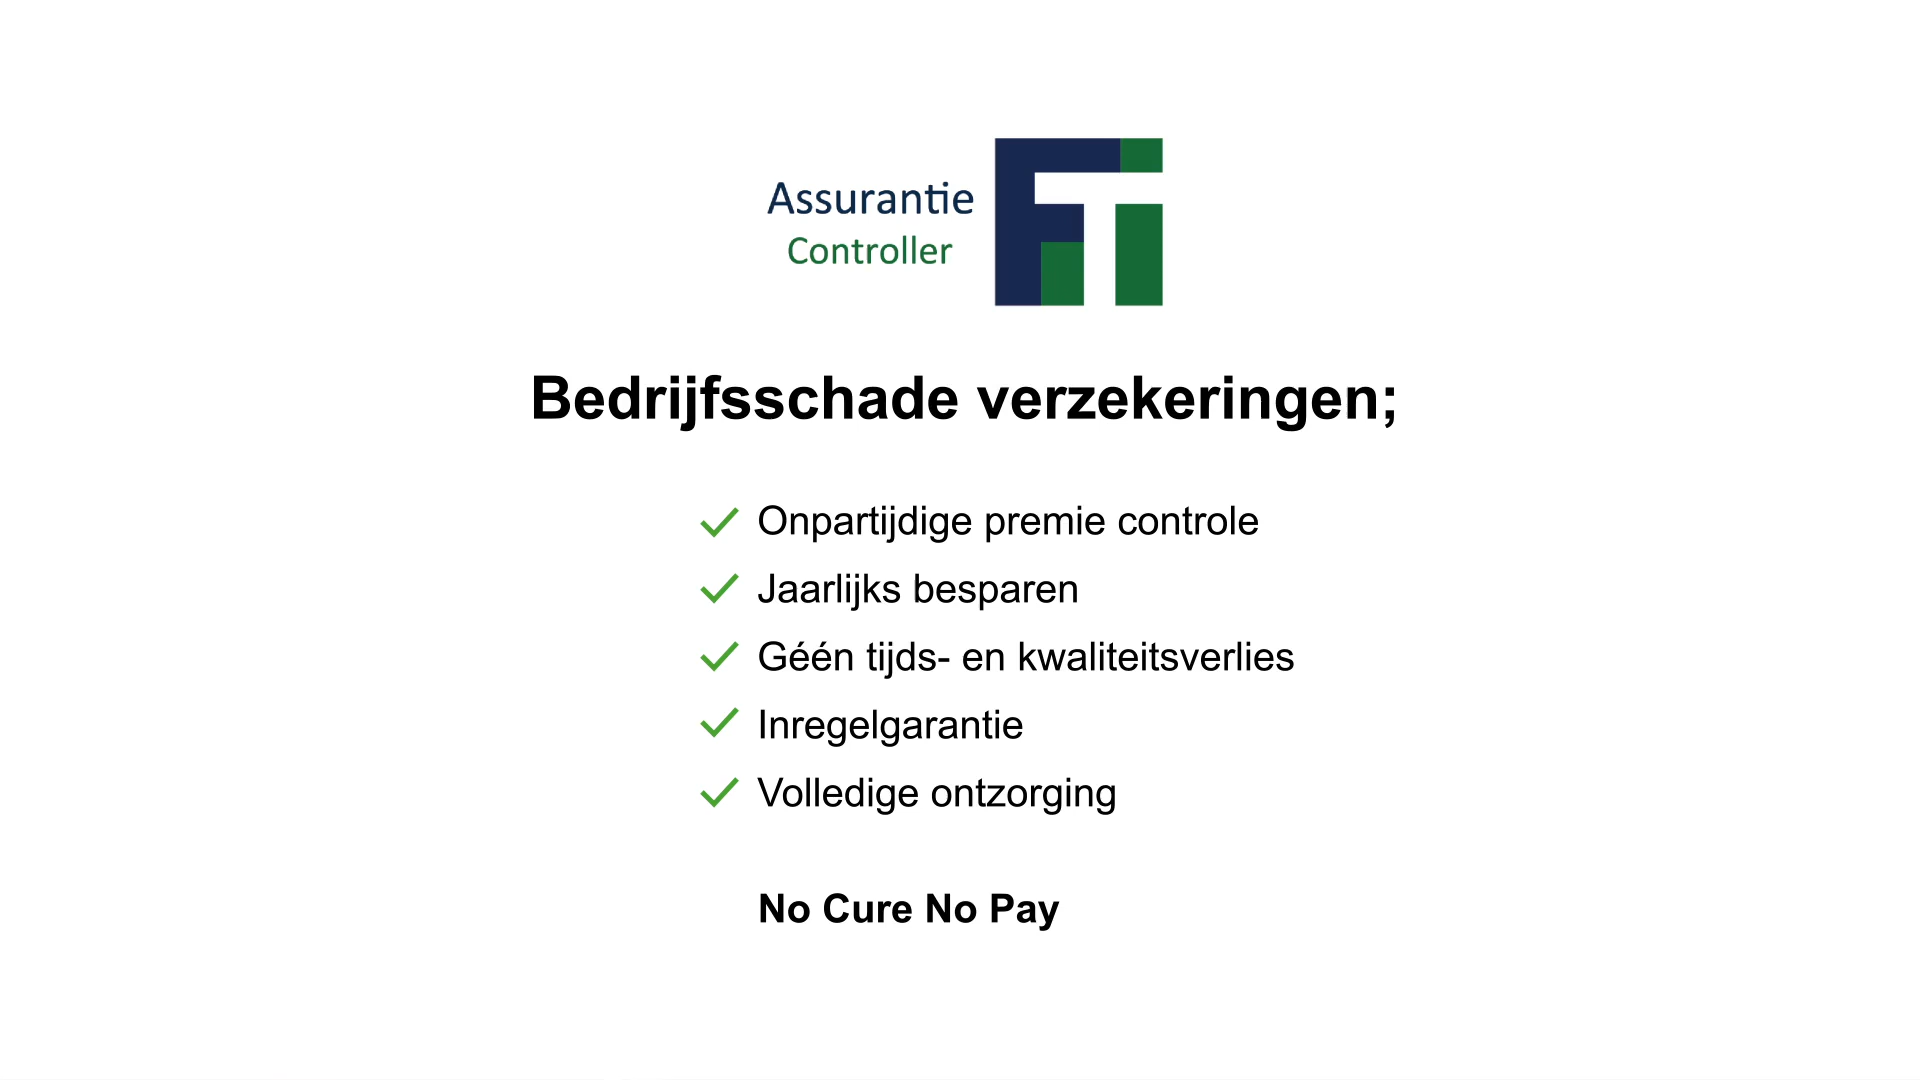 Assurantie
Controller
FTi
Bedrijfsschade verzekeringen;
Onpartijdige premie controle
Jaarlijks besparen
Géén tijds- en kwaliteitsverlies
Inregelgarantie
Volledige ontzorging
No Cure No Pay